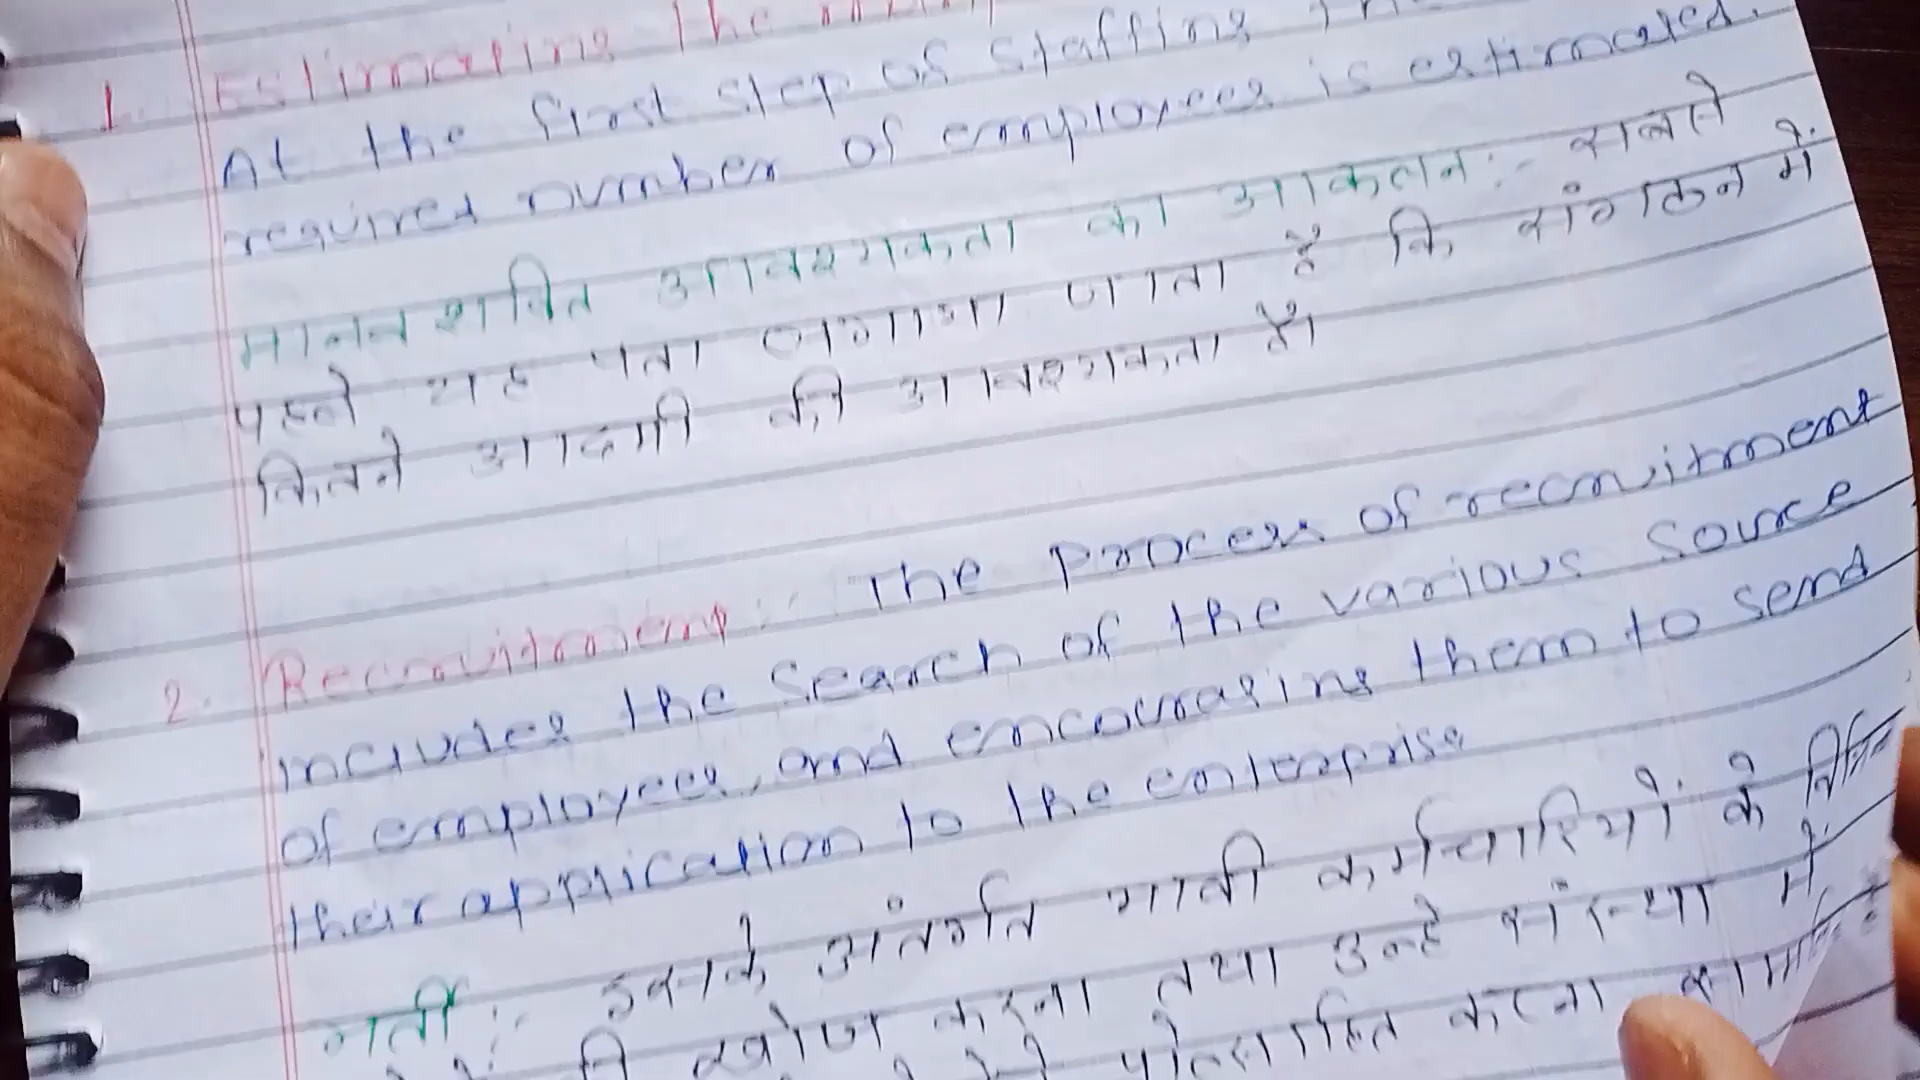 1. Estimating The
At the first step of staffing The
required number of employees is estimated.
मानव शक्ति आवश्यकता का आकलन :- सबसे
पहले यह पता लगाया जाता है कि संगठन में
कितने आदमी की आवश्यकता है।
2. Recruitment :- The process of recruitment
includes the search of the various source
of employees, and encouraging them to send
their application to the enterprise
भर्ती :- इसके अंतर्गत भावी कर्मचारियों के
की खोज करना तथा उन्हें संस्था में
प्रोत्साहित करना